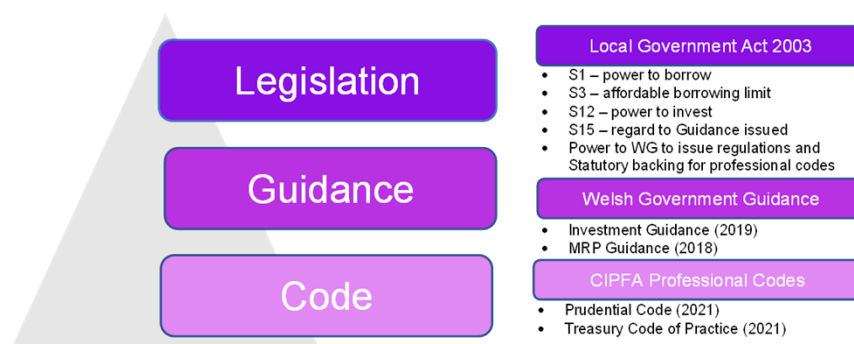 Legislation
Guidance
Code
Local Government Act 2003
• S1 – power to borrow
• S3 – affordable borrowing limit
• S12 – power to invest
• S15 – regard to Guidance issued
• Power to WG to issue regulations and
Statutory backing for professional codes
Welsh Government Guidance
• Investment Guidance (2019)
• MRP Guidance (2018)
CIPFA Professional Codes
• Prudential Code (2021)
• Treasury Code of Practice (2021)